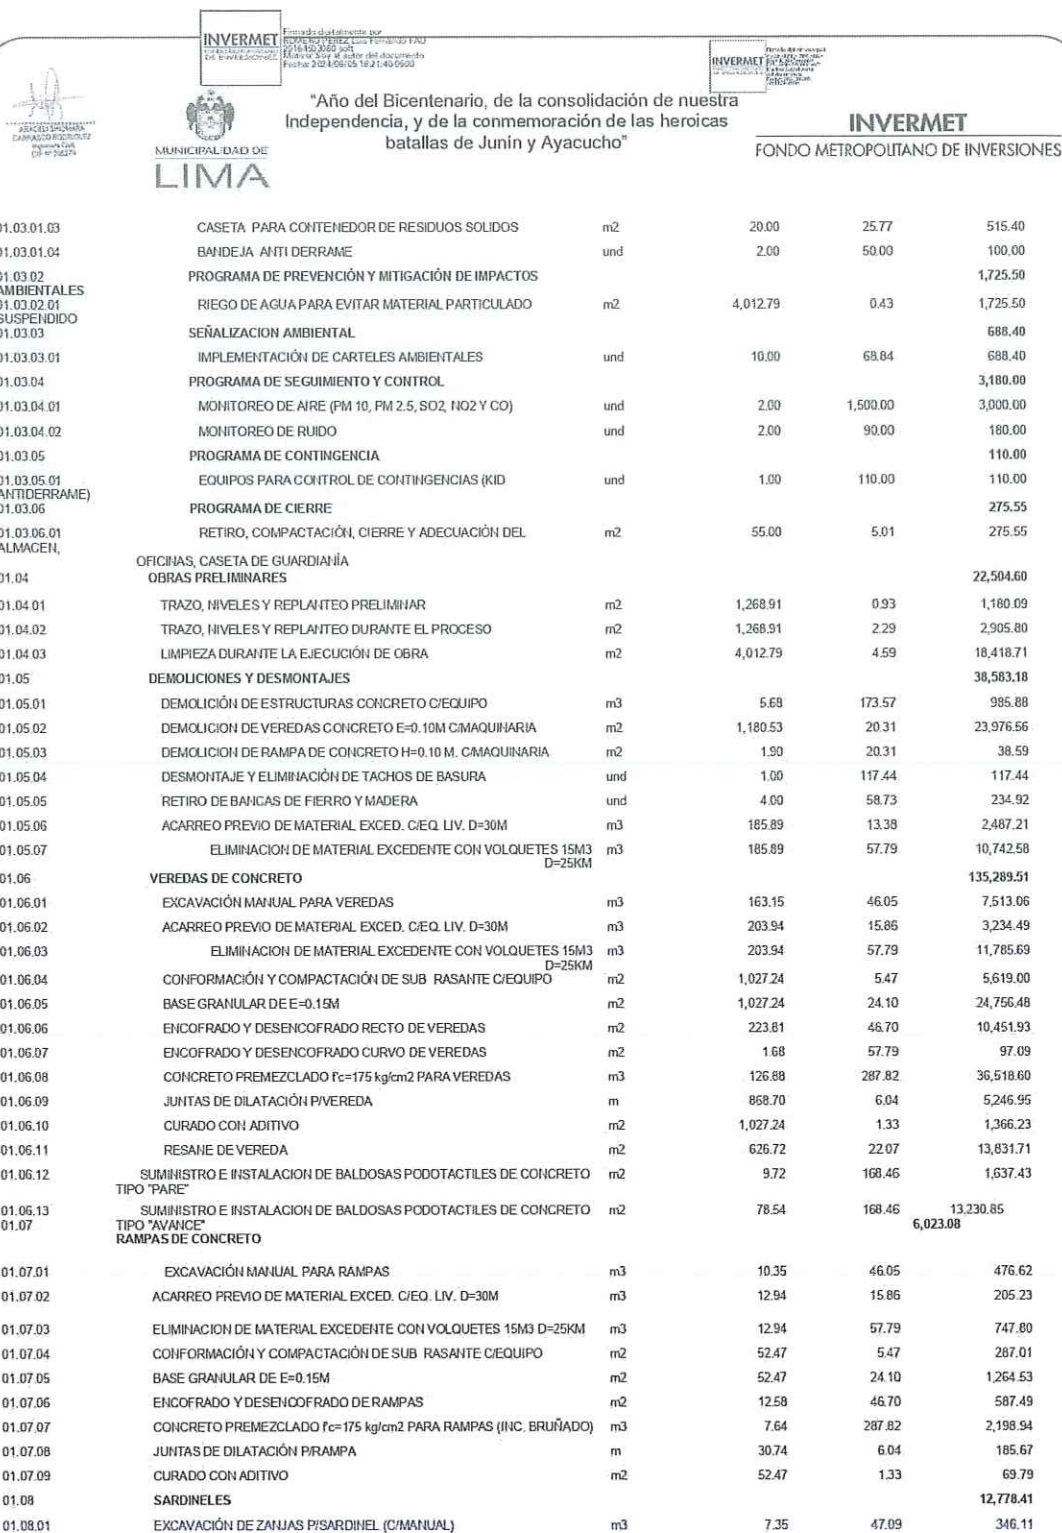 INVERMET
Firmado digitalmente por
INVERMET
"Año del Bicentenario, de la consolidación de nuestra
Independencia, y de la conmemoración de las heroicas
batallas de Junín y Ayacucho"
MUNICIPALIDAD DE
LIMA
INVERMET
FONDO METROPOLITANO DE INVERSIONES
01.03.01.03 CASETA PARA CONTENEDOR DE RESIDUOS SOLIDOS m2 20.00 25.77 515.40
01.03.01.04 BANDEJA ANTI DERRAME und 2.00 50.00 100.00
01.03.02 PROGRAMA DE PREVENCIÓN Y MITIGACIÓN DE IMPACTOS 1,725.50
AMBIENTALES
01.03.02.01 RIEGO DE AGUA PARA EVITAR MATERIAL PARTICULADO m2 4,012.79 0.43 1,725.50
SUSPENDIDO
01.03.03 SEÑALIZACION AMBIENTAL 688.40
01.03.03.01 IMPLEMENTACIÓN DE CARTELES AMBIENTALES und 10.00 68.84 688.40
01.03.04 PROGRAMA DE SEGUIMIENTO Y CONTROL 3,180.00
01.03.04.01 MONITOREO DE AIRE (PM 10, PM 2.5, SO2, NO2 Y CO) und 2.00 1,500.00 3,000.00
01.03.04.02 MONITOREO DE RUIDO und 2.00 90.00 180.00
01.03.05 PROGRAMA DE CONTINGENCIA 110.00
01.03.05.01 EQUIPOS PARA CONTROL DE CONTINGENCIAS (KID und 1.00 110.00 110.00
ANTIDERRAME)
01.03.06 PROGRAMA DE CIERRE 275.55
01.03.06.01 RETIRO, COMPACTACIÓN, CIERRE Y ADECUACIÓN DEL m2 55.00 5.01 275.55
ALMACEN,
OFICINAS, CASETA DE GUARDIANÍA
01.04 OBRAS PRELIMINARES 22,504.60
01.04.01 TRAZO, NIVELES Y REPLANTEO PRELIMINAR m2 1,268.91 0.93 1,180.09
01.04.02 TRAZO, NIVELES Y REPLANTEO DURANTE EL PROCESO m2 1,268.91 2.29 2,905.80
01.04.03 LIMPIEZA DURANTE LA EJECUCIÓN DE OBRA m2 4,012.79 4.59 18,418.71
01.05 DEMOLICIONES Y DESMONTAJES 38,583.18
01.05.01 DEMOLICIÓN DE ESTRUCTURAS CONCRETO C/EQUIPO m3 5.68 173.57 985.88
01.05.02 DEMOLICION DE VEREDAS CONCRETO E=0.10M C/MAQUINARIA m2 1,180.53 20.31 23,976.56
01.05.03 DEMOLICION DE RAMPA DE CONCRETO H=0.10 M. C/MAQUINARIA m2 1.90 20.31 38.59
01.05.04 DESMONTAJE Y ELIMINACIÓN DE TACHOS DE BASURA und 1.00 117.44 117.44
01.05.05 RETIRO DE BANCAS DE FIERRO Y MADERA und 4.00 58.73 234.92
01.05.06 ACARREO PREVIO DE MATERIAL EXCED. C/EQ. LIV. D=30M m3 185.89 13.38 2,487.21
01.05.07 ELIMINACION DE MATERIAL EXCEDENTE CON VOLQUETES 15M3 m3 185.89 57.79 10,742.58
D=25KM
01.06 VEREDAS DE CONCRETO 135,289.51
01.06.01 EXCAVACIÓN MANUAL PARA VEREDAS m3 163.15 46.05 7,513.06
01.06.02 ACARREO PREVIO DE MATERIAL EXCED. C/EQ. LIV. D=30M m3 203.94 15.86 3,234.49
01.06.03 ELIMINACION DE MATERIAL EXCEDENTE CON VOLQUETES 15M3 m3 203.94 57.79 11,785.69
D=25KM
01.06.04 CONFORMACIÓN Y COMPACTACIÓN DE SUB RASANTE C/EQUIPO m2 1,027.24 5.47 5,619.00
01.06.05 BASE GRANULAR DE E=0.15M m2 1,027.24 24.10 24,756.48
01.06.06 ENCOFRADO Y DESENCOFRADO RECTO DE VEREDAS m2 223.81 46.70 10,451.93
01.06.07 ENCOFRADO Y DESENCOFRADO CURVO DE VEREDAS m2 1.68 57.79 97.09
01.06.08 CONCRETO PREMEZCLADO f'c=175 kg/cm2 PARA VEREDAS m3 126.88 287.82 36,518.60
01.06.09 JUNTAS DE DILATACIÓN P/VEREDA m 868.70 6.04 5,246.95
01.06.10 CURADO CON ADITIVO m2 1,027.24 1.33 1,366.23
01.06.11 RESANE DE VEREDA m2 626.72 22.07 13,831.71
01.06.12 SUMINISTRO E INSTALACION DE BALDOSAS PODOTACTILES DE CONCRETO m2 9.72 168.46 1,637.43
TIPO "PARE"
01.06.13 SUMINISTRO E INSTALACION DE BALDOSAS PODOTACTILES DE CONCRETO m2 78.54 168.46 13,230.85
01.07 TIPO "AVANCE" 6,023.08
RAMPAS DE CONCRETO
01.07.01 EXCAVACIÓN MANUAL PARA RAMPAS m3 10.35 46.05 476.62
01.07.02 ACARREO PREVIO DE MATERIAL EXCED. C/EQ. LIV. D=30M m3 12.94 15.86 205.23
01.07.03 ELIMINACION DE MATERIAL EXCEDENTE CON VOLQUETES 15M3 D=25KM m3 12.94 57.79 747.80
01.07.04 CONFORMACIÓN Y COMPACTACIÓN DE SUB RASANTE C/EQUIPO m2 52.47 5.47 287.01
01.07.05 BASE GRANULAR DE E=0.15M m2 52.47 24.10 1,264.53
01.07.06 ENCOFRADO Y DESENCOFRADO DE RAMPAS m2 12.58 46.70 587.49
01.07.07 CONCRETO PREMEZCLADO f'c=175 kg/cm2 PARA RAMPAS (INC. BRUÑADO) m3 7.64 287.82 2,198.94
01.07.08 JUNTAS DE DILATACIÓN P/RAMPA m 30.74 6.04 185.67
01.07.09 CURADO CON ADITIVO m2 52.47 1.33 69.79
01.08 SARDINELES 12,778.41
01.08.01 EXCAVACIÓN DE ZANJAS P/SARDINEL (C/MANUAL) m3 7.35 47.09 346.11